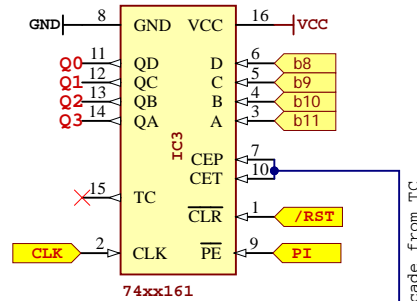 GND 8 GND VCC 16 VCC
Q0 11 QD D 6 b8
Q1 12 QC C 5 b9
Q2 13 QB B 4 b10
Q3 14 QA A 3 b11
IC3
CEP 7
CET 10
15 TC
CLR 1 /RST
CLK 2 CLK PE 9 PI
74xx161
from TC